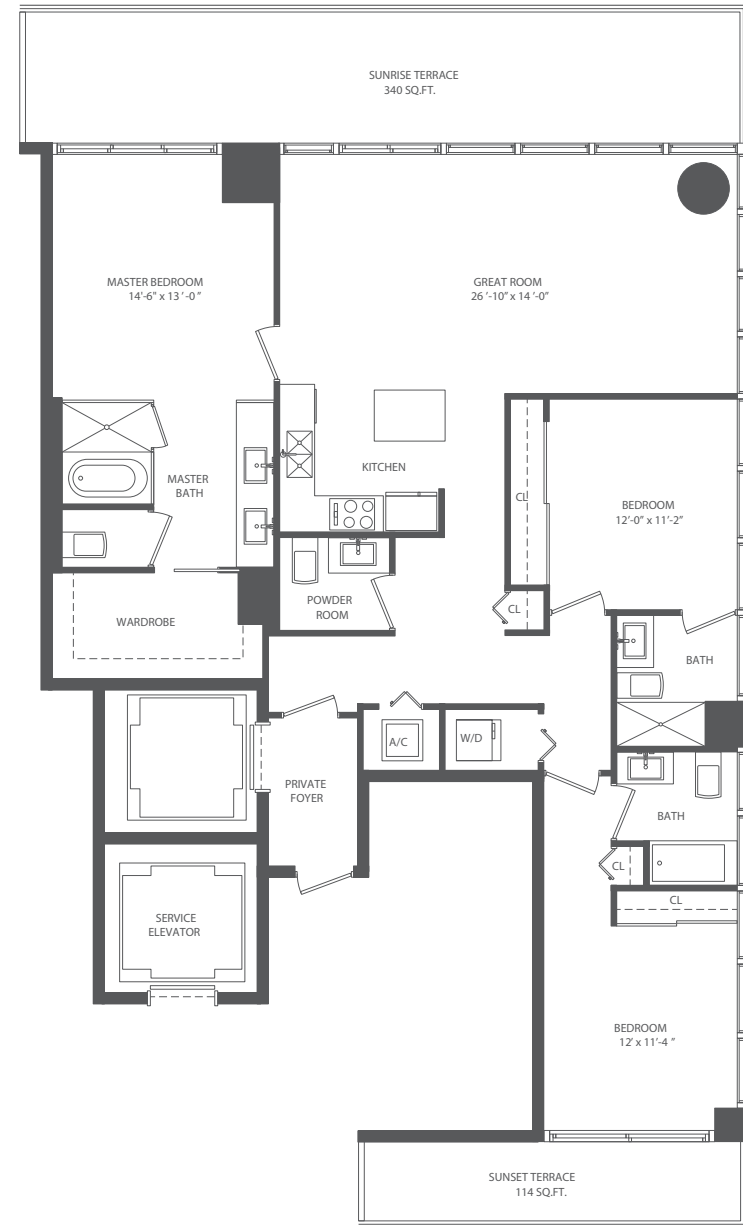 SUNRISE TERRACE
340 SQ.FT.
MASTER BEDROOM
14'-6" x 13 '-0 "
GREAT ROOM
26 '-10" x 14 '-0"
KITCHEN
MASTER
BATH
CL
BEDROOM
12'-0" x 11'-2"
POWDER
ROOM
CL
WARDROBE
BATH
A/C
W/D
PRIVATE
FOYER
BATH
CL
CL
SERVICE
ELEVATOR
BEDROOM
12' x 11'-4 "
SUNSET TERRACE
114 SQ.FT.